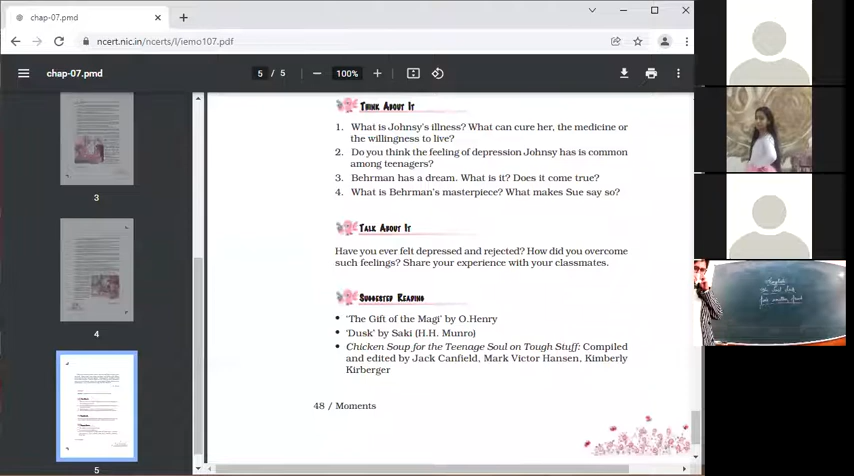 chap-07.pmd
ncert.nic.in/ncerts/l/iemo107.pdf
chap-07.pmd
5 / 5
100%
3
4
5
THINK ABOUT IT
1. What is Johnsy's illness? What can cure her, the medicine or
the willingness to live?
2. Do you think the feeling of depression Johnsy has is common
among teenagers?
3. Behrman has a dream. What is it? Does it come true?
4. What is Behrman's masterpiece? What makes Sue say so?
TALK ABOUT IT
Have you ever felt depressed and rejected? How did you overcome
such feelings? Share your experience with your classmates.
SUGGESTED READING
• 'The Gift of the Magi' by O.Henry
• 'Dusk' by Saki (H.H. Munro)
• Chicken Soup for the Teenage Soul on Tough Stuff: Compiled
and edited by Jack Canfield, Mark Victor Hansen, Kimberly
Kirberger
48 / Moments
English